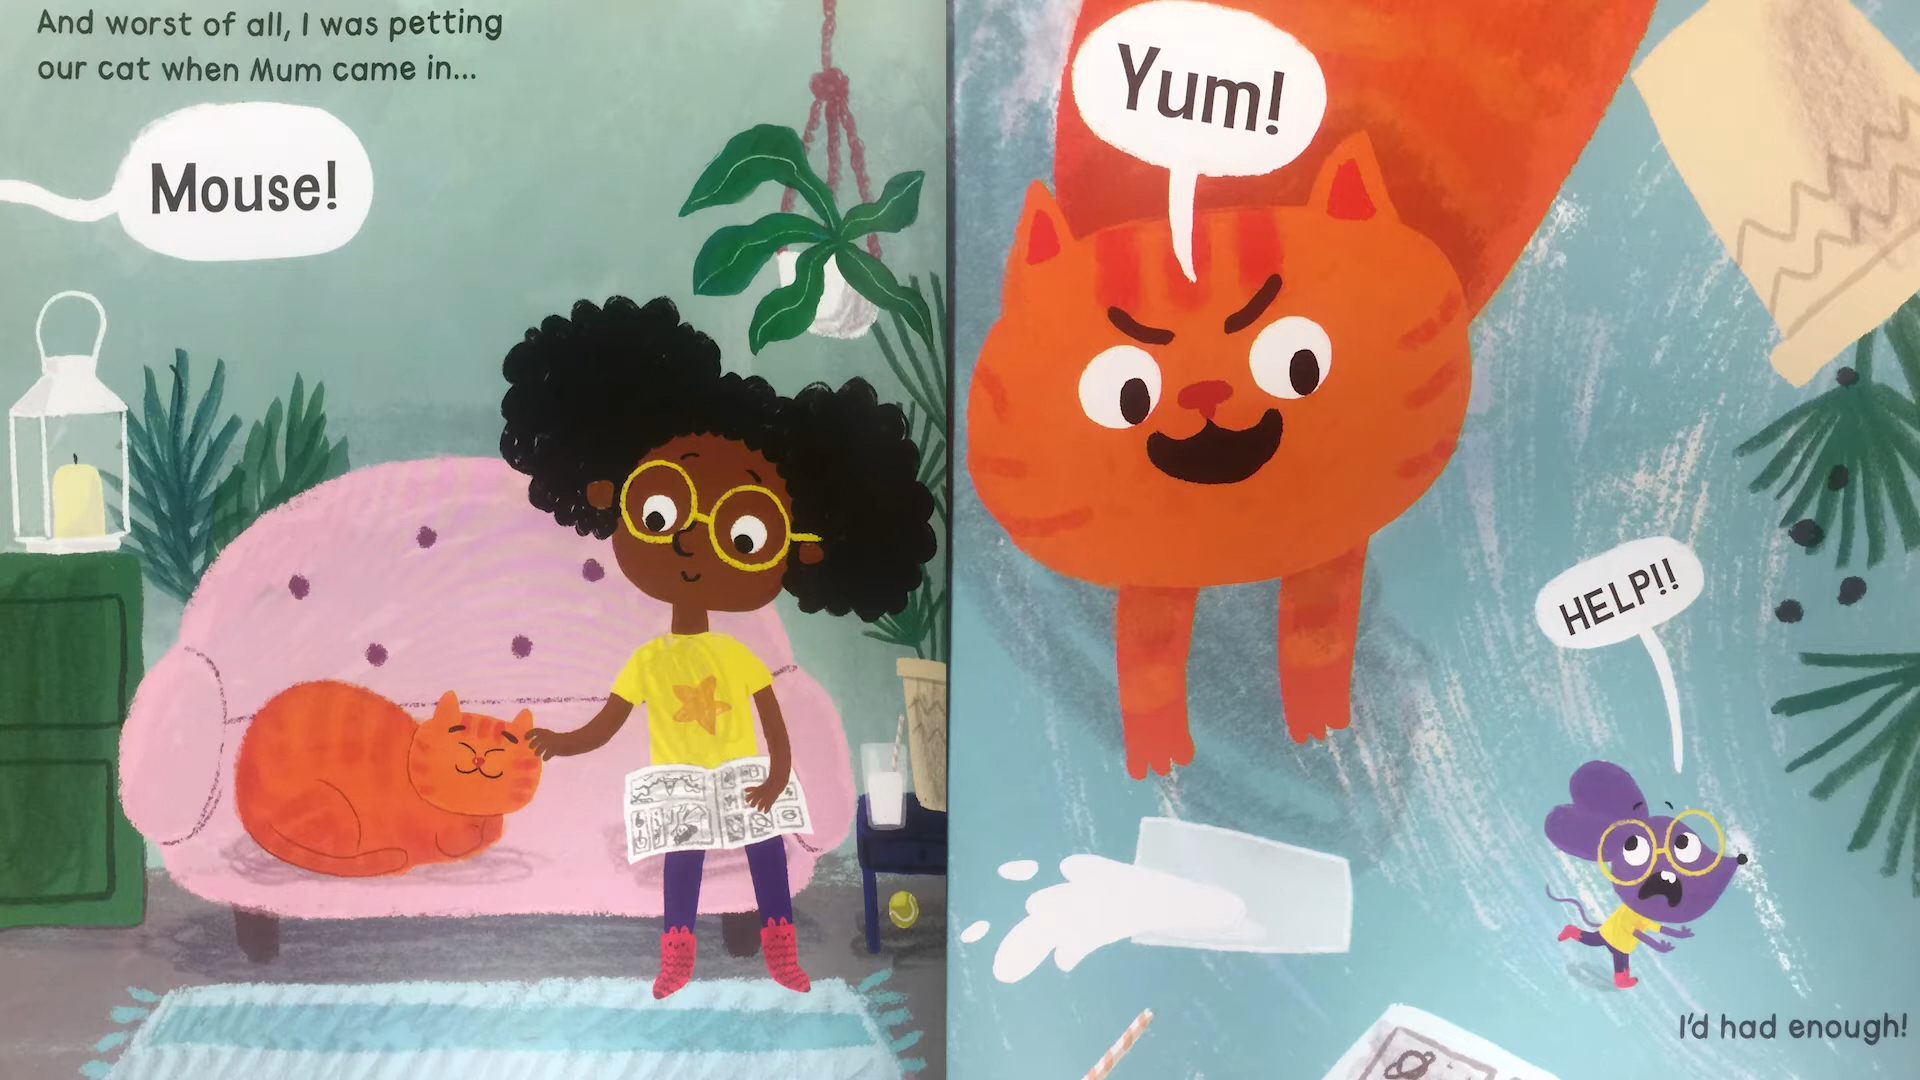 And worst of all, I was petting
our cat when Mum came in...
Mouse!
Yum!
HELP!!
I'd had enough!